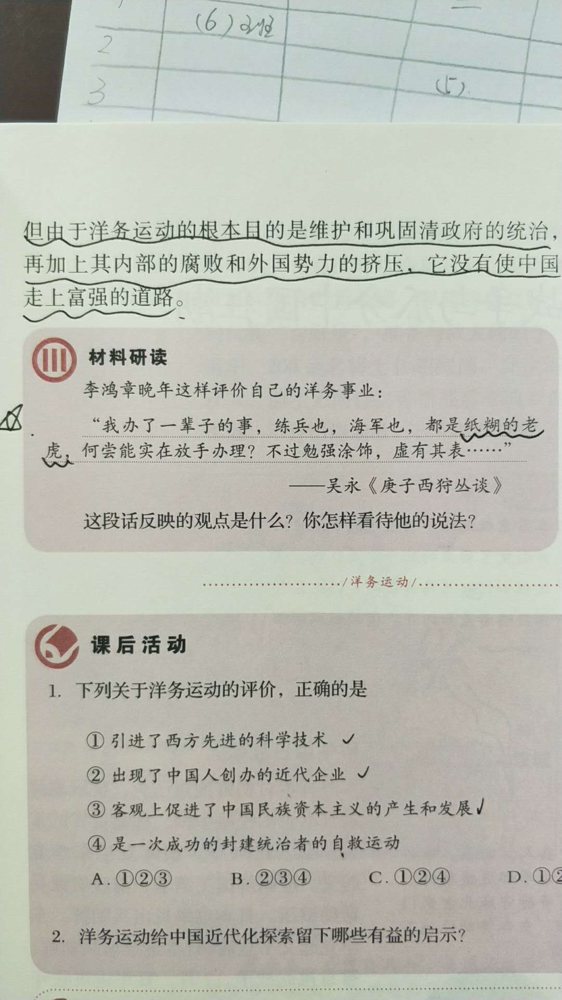 (6)
2
3
(5)
但由于洋务运动的根本目的是维护和巩固清政府的统治，
再加上其内部的腐败和外国势力的挤压，它没有使中国
走上富强的道路。
材料研读
李鸿章晚年这样评价自己的洋务事业：
“我办了一辈子的事，练兵也，海军也，都是纸糊的老
虎，何尝能实在放手办理？不过勉强涂饰，虚有其表……”
——吴永《庚子西狩丛谈》
这段话反映的观点是什么？你怎样看待他的说法？
/洋务运动/
课后活动
1. 下列关于洋务运动的评价，正确的是
① 引进了西方先进的科学技术 ✓
② 出现了中国人创办的近代企业 ✓
③ 客观上促进了中国民族资本主义的产生和发展 ✓
④ 是一次成功的封建统治者的自救运动
A. ①②③ B. ②③④ C. ①②④ D. ①②
2. 洋务运动给中国近代化探索留下哪些有益的启示？